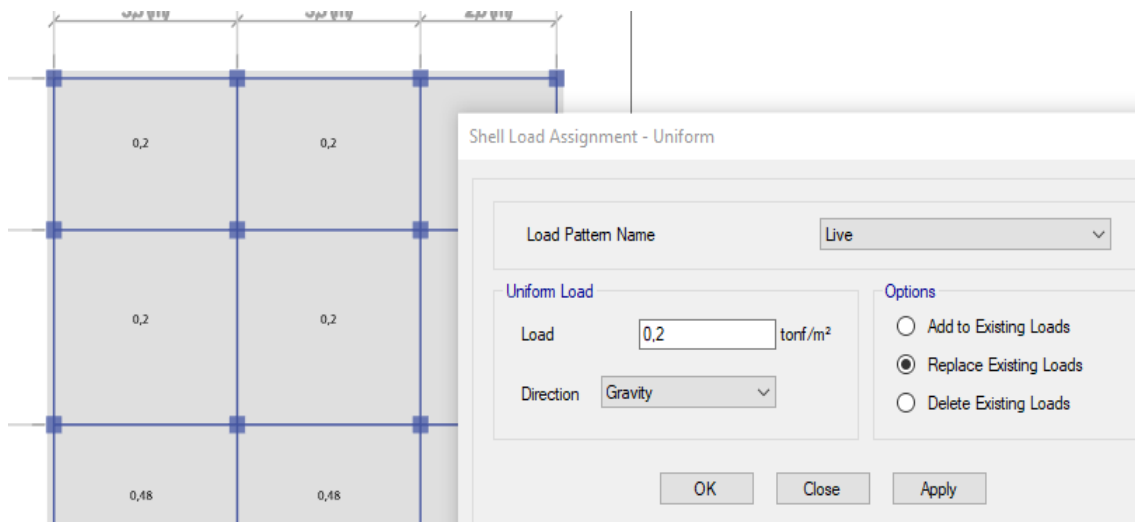 Shell Load Assignment - Uniform
0,2
0,2
Load Pattern Name
Live
Uniform Load
Options
Load
0,2
tonf/m²
Add to Existing Loads
Replace Existing Loads
Direction
Gravity
Delete Existing Loads
0,2
0,2
0,48
0,48
OK
Close
Apply